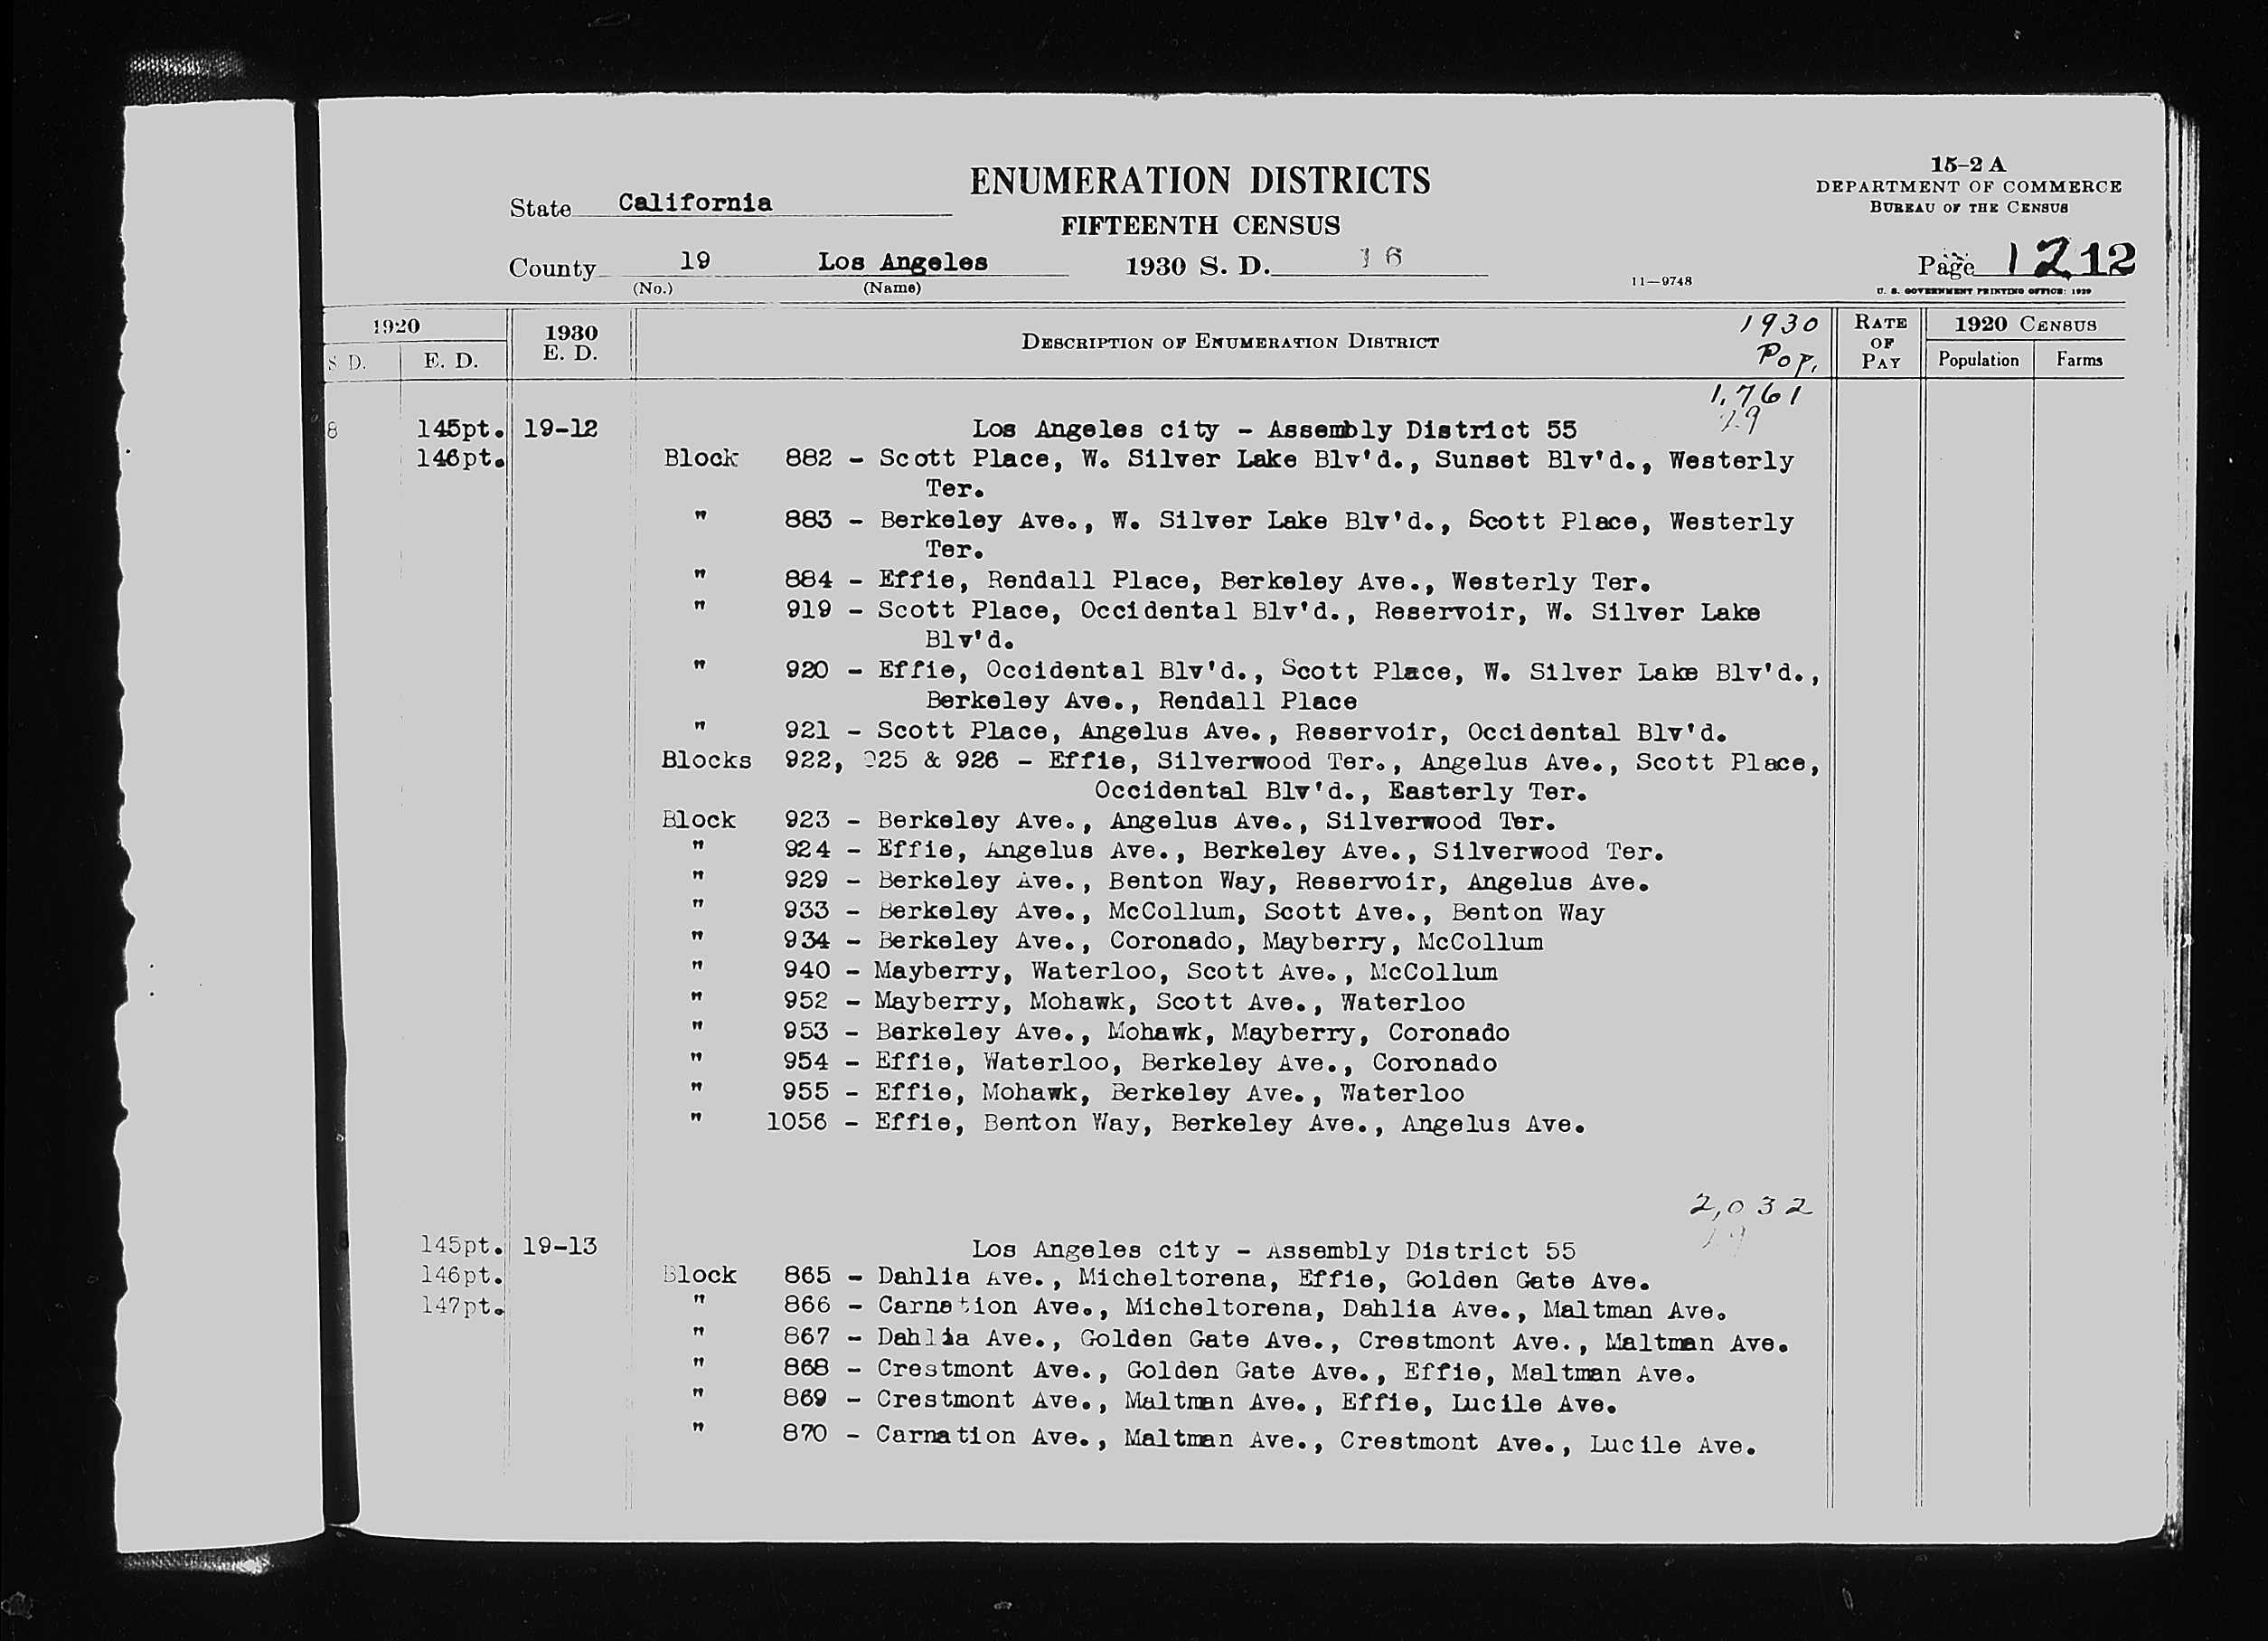 15-2 A
ENUMERATION DISTRICTS
DEPARTMENT OF COMMERCE
State California
BUREAU OF THE CENSUS
FIFTEENTH CENSUS
County 19 Los Angeles 1930 S. D. 16 Page 12 12
(No.) (Name) 11—9748
U. S. GOVERNMENT PRINTING OFFICE: 1929
1920 1930 E. D. DESCRIPTION OF ENUMERATION DISTRICT 1930 Pop. RATE OF PAY 1920 CENSUS
S D. E. D. Population Farms
1,761
29
8 145pt. 19-12 Los Angeles city - Assembly District 55
146pt. Block 882 - Scott Place, W. Silver Lake Blv'd., Sunset Blv'd., Westerly
Ter.
" 883 - Berkeley Ave., W. Silver Lake Blv'd., Scott Place, Westerly
Ter.
" 884 - Effie, Rendall Place, Berkeley Ave., Westerly Ter.
" 919 - Scott Place, Occidental Blv'd., Reservoir, W. Silver Lake
Blv'd.
" 920 - Effie, Occidental Blv'd., Scott Place, W. Silver Lake Blv'd.,
Berkeley Ave., Rendall Place
" 921 - Scott Place, Angelus Ave., Reservoir, Occidental Blv'd.
Blocks 922, 925 & 926 - Effie, Silverwood Ter., Angelus Ave., Scott Place,
Occidental Blv'd., Easterly Ter.
Block 923 - Berkeley Ave., Angelus Ave., Silverwood Ter.
" 924 - Effie, Angelus Ave., Berkeley Ave., Silverwood Ter.
" 929 - Berkeley Ave., Benton Way, Reservoir, Angelus Ave.
" 933 - Berkeley Ave., McCollum, Scott Ave., Benton Way
" 934 - Berkeley Ave., Coronado, Mayberry, McCollum
" 940 - Mayberry, Waterloo, Scott Ave., McCollum
" 952 - Mayberry, Mohawk, Scott Ave., Waterloo
" 953 - Berkeley Ave., Mohawk, Mayberry, Coronado
" 954 - Effie, Waterloo, Berkeley Ave., Coronado
" 955 - Effie, Mohawk, Berkeley Ave., Waterloo
" 1056 - Effie, Benton Way, Berkeley Ave., Angelus Ave.
2,032
145pt. 19-13 Los Angeles city - Assembly District 55
146pt. Block 865 - Dahlia Ave., Micheltorena, Effie, Golden Gate Ave.
147pt. " 866 - Carnation Ave., Micheltorena, Dahlia Ave., Maltman Ave.
" 867 - Dahlia Ave., Golden Gate Ave., Crestmont Ave., Maltman Ave.
" 868 - Crestmont Ave., Golden Gate Ave., Effie, Maltman Ave.
" 869 - Crestmont Ave., Maltman Ave., Effie, Lucile Ave.
" 870 - Carnation Ave., Maltman Ave., Crestmont Ave., Lucile Ave.